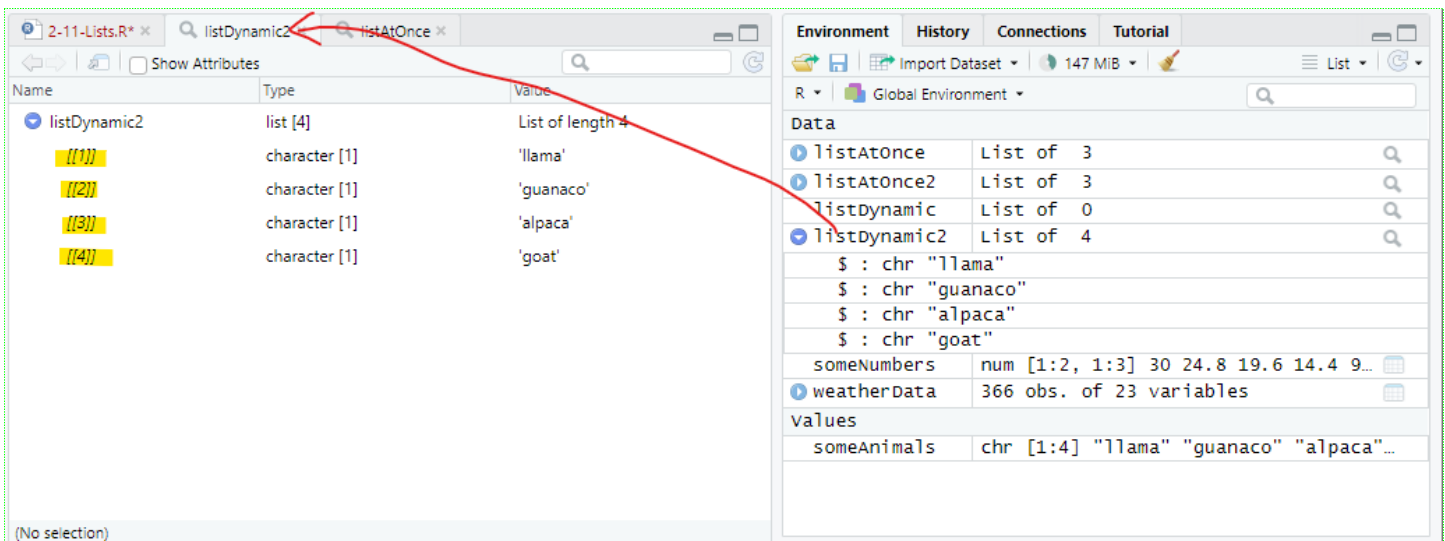 2-11-Lists.R* × listDynamic2 × listAtOnce ×
Show Attributes
Name Type Value
listDynamic2 list [4] List of length 4
[[1]] character [1] 'llama'
[[2]] character [1] 'guanaco'
[[3]] character [1] 'alpaca'
[[4]] character [1] 'goat'
(No selection)
Environment History Connections Tutorial
Import Dataset 147 MiB List
R Global Environment
Data
listAtOnce List of 3
listAtOnce2 List of 3
listDynamic List of 0
listDynamic2 List of 4
$ : chr "llama"
$ : chr "guanaco"
$ : chr "alpaca"
$ : chr "goat"
someNumbers num [1:2, 1:3] 30 24.8 19.6 14.4 9…
weatherData 366 obs. of 23 variables
Values
someAnimals chr [1:4] "llama" "guanaco" "alpaca"…